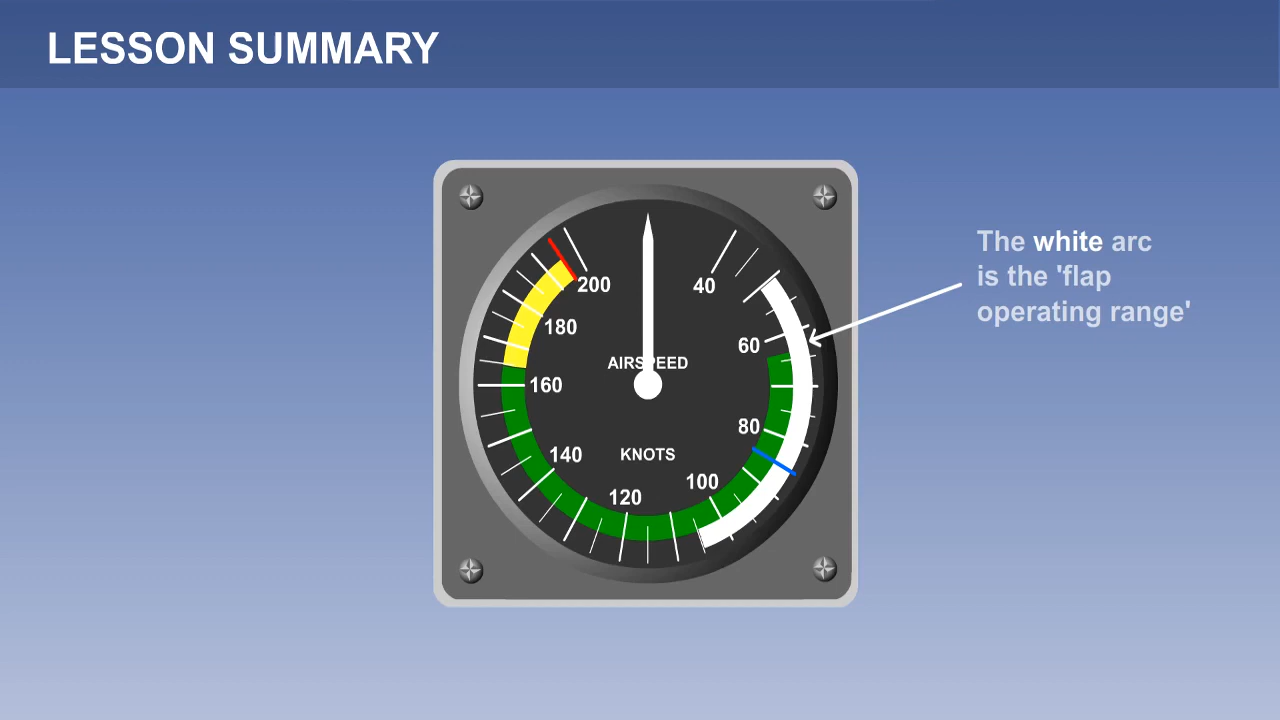 LESSON SUMMARY
The white arc
is the 'flap
operating range'
200
40
180
60
AIRSPEED
160
80
140
KNOTS
100
120